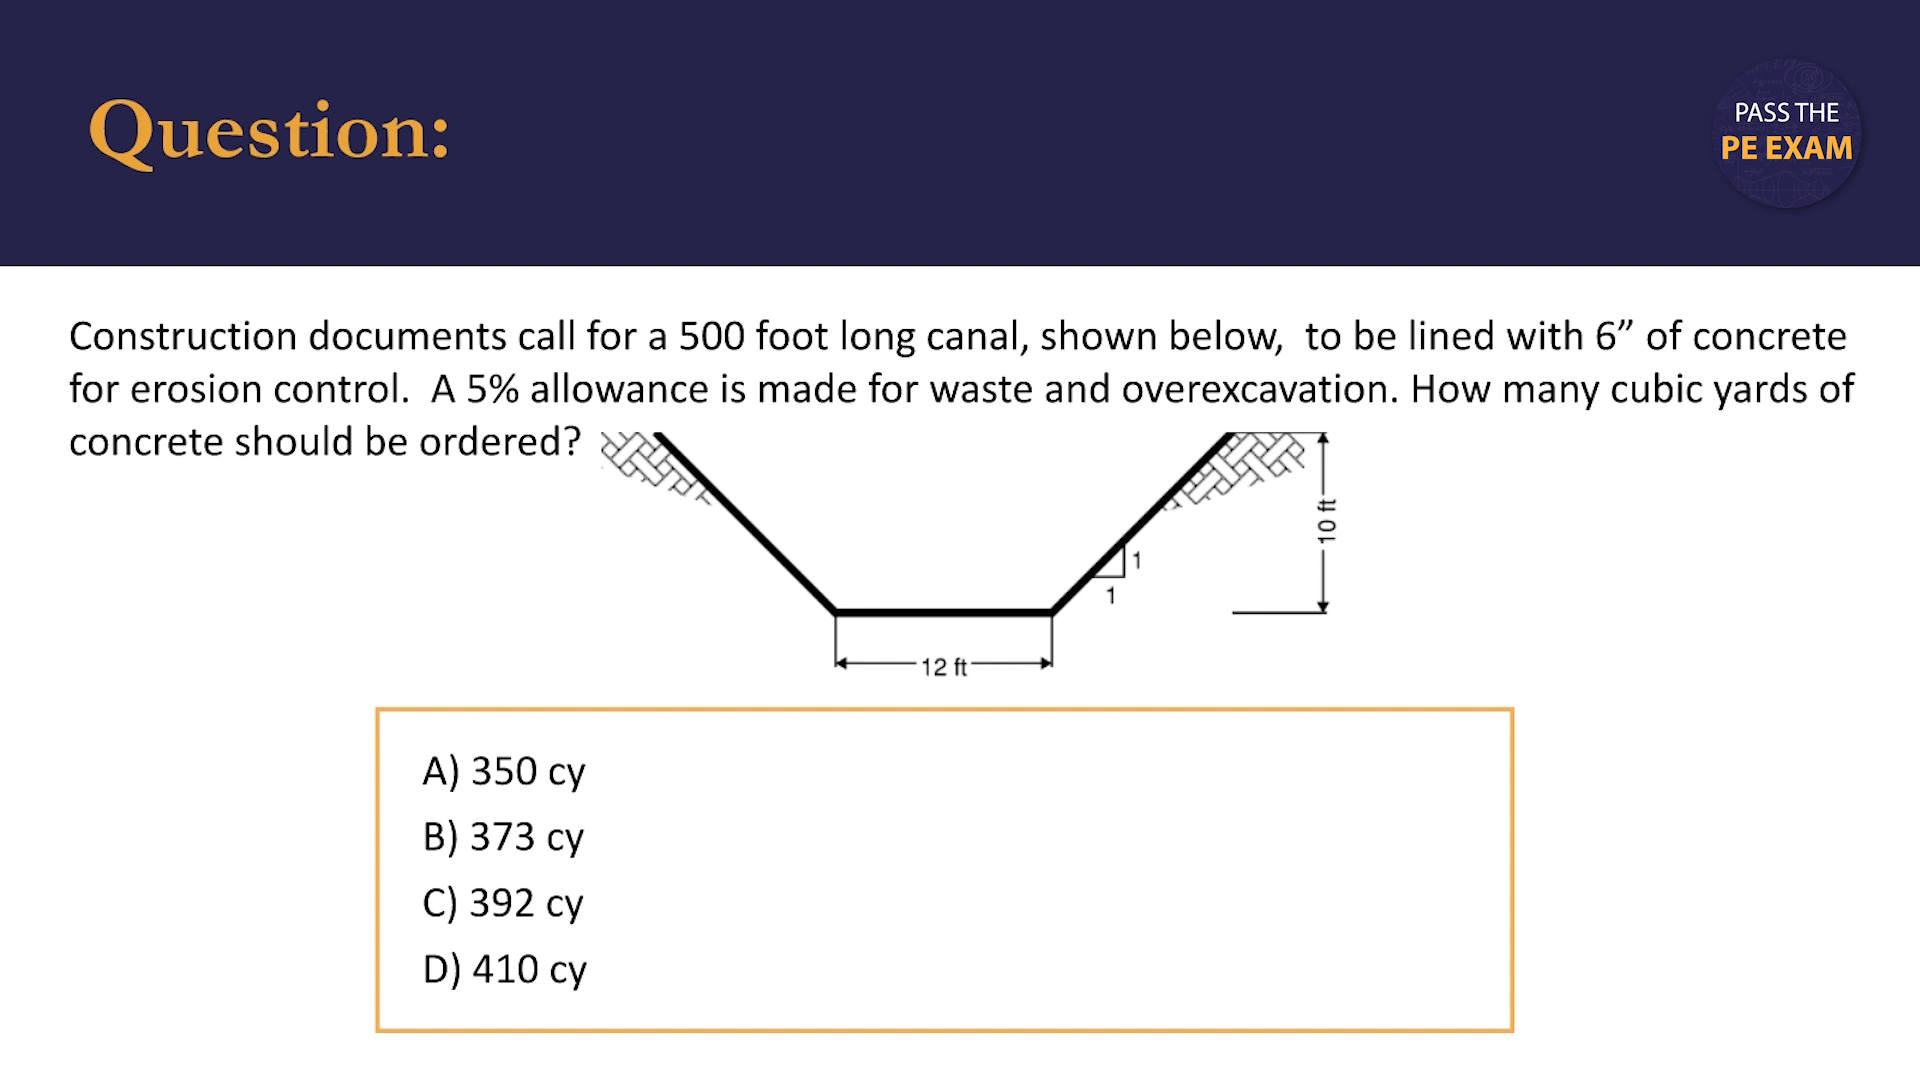 Question:
PASS THE
PE EXAM
Construction documents call for a 500 foot long canal, shown below,  to be lined with 6” of concrete
for erosion control.  A 5% allowance is made for waste and overexcavation. How many cubic yards of
concrete should be ordered?
10 ft
1
1
12 ft
A) 350 cy
B) 373 cy
C) 392 cy
D) 410 cy